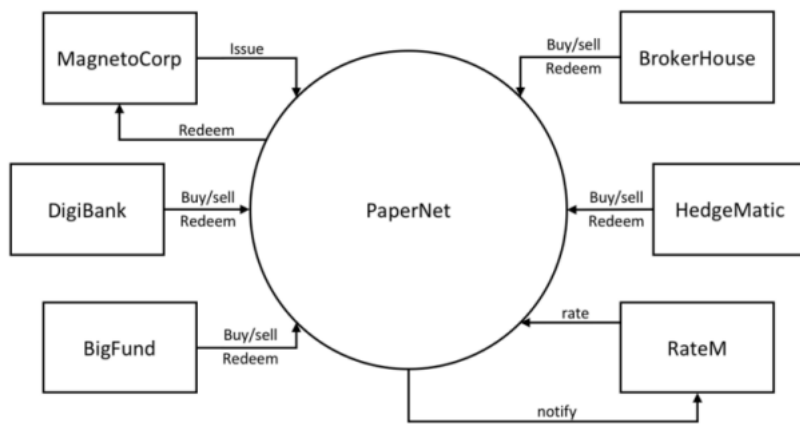 MagnetoCorp
Issue
Redeem
Buy/sell
Redeem
BrokerHouse
DigiBank
Buy/sell
Redeem
PaperNet
Buy/sell
Redeem
HedgeMatic
BigFund
Buy/sell
Redeem
rate
RateM
notify